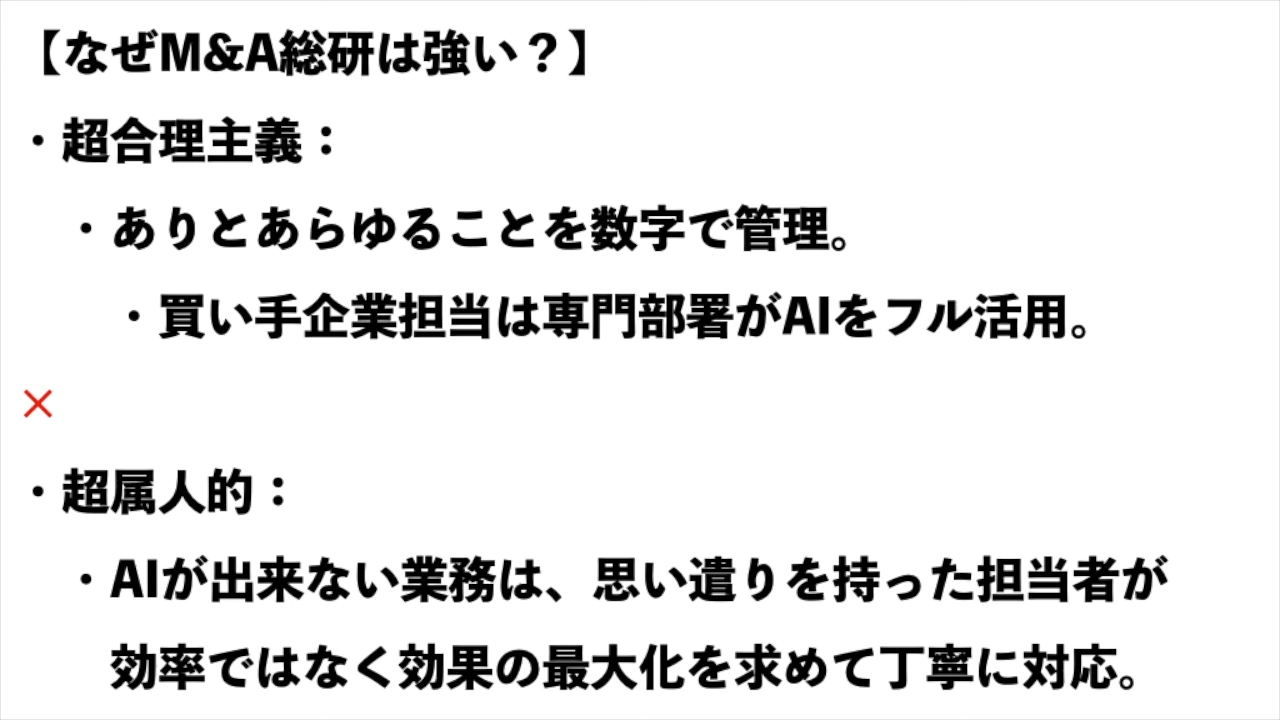 【なぜM&A総研は強い？】
・超合理主義：
・ありとあらゆることを数字で管理。
・買い手企業担当は専門部署がAIをフル活用。
×
・超属人的：
・AIが出来ない業務は、思い遣りを持った担当者が
効率ではなく効果の最大化を求めて丁寧に対応。